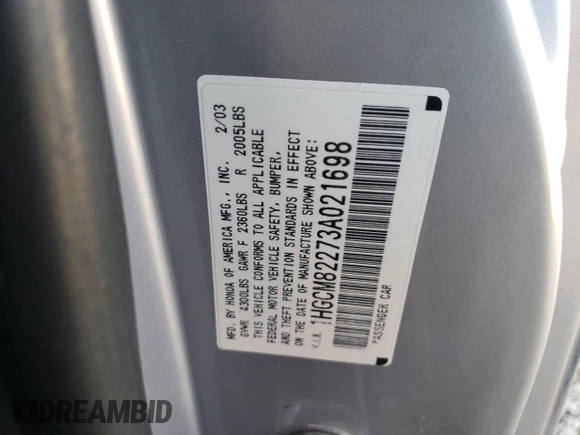 MFD. BY HONDA OF AMERICA MFG., INC. 2/03
GVWR 4300LBS GAWR F 2360LBS R 2005LBS
THIS VEHICLE CONFORMS TO ALL APPLICABLE
FEDERAL MOTOR VEHICLE SAFETY, BUMPER,
AND THEFT PREVENTION STANDARDS IN EFFECT
ON THE DATE OF MANUFACTURE SHOWN ABOVE:
V.I.N. 1HGCM82273A021698
PASSENGER CAR
DREAMBID